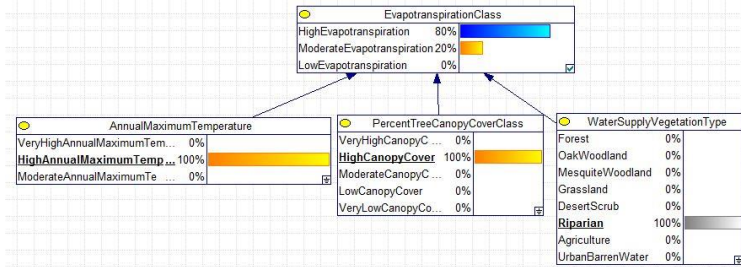 EvapotranspirationClass
HighEvapotranspiration 80%
ModerateEvapotranspiration 20%
LowEvapotranspiration 0%
AnnualMaximumTemperature
VeryHighAnnualMaximumTem... 0%
HighAnnualMaximumTemp ... 100%
ModerateAnnualMaximumTe ... 0%
PercentTreeCanopyCoverClass
VeryHighCanopyC ... 0%
HighCanopyCover 100%
ModerateCanopyC ... 0%
LowCanopyCover 0%
VeryLowCanopyCo... 0%
WaterSupplyVegetationType
Forest 0%
OakWoodland 0%
MesquiteWoodland 0%
Grassland 0%
DesertScrub 0%
Riparian 100%
Agriculture 0%
UrbanBarrenWater 0%